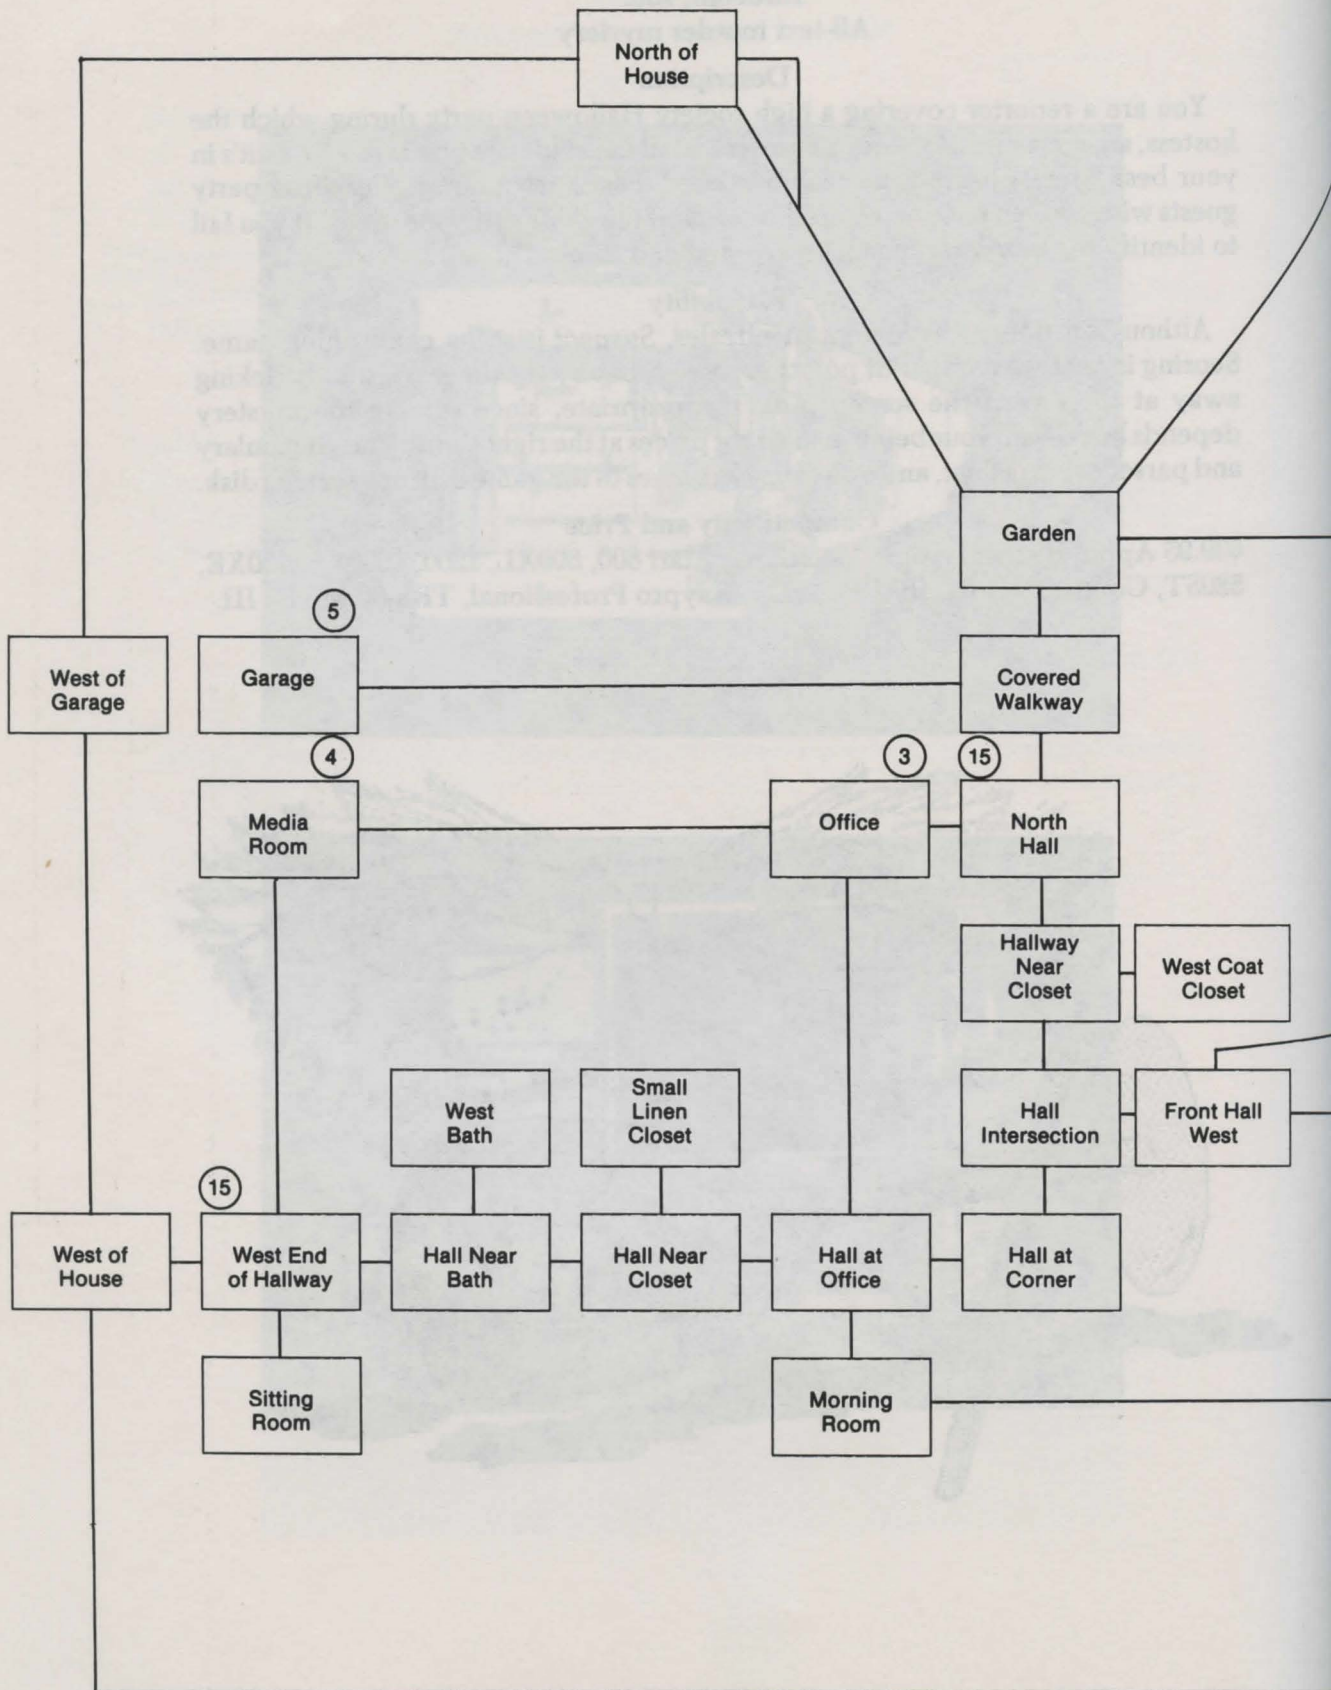 North of
House
Garden
5
West of
Garage
Garage
Covered
Walkway
4
3
15
Media
Room
Office
North
Hall
Hallway
Near
Closet
West Coat
Closet
West
Bath
Small
Linen
Closet
Hall
Intersection
Front Hall
West
15
West of
House
West End
of Hallway
Hall Near
Bath
Hall Near
Closet
Hall at
Office
Hall at
Corner
Sitting
Room
Morning
Room